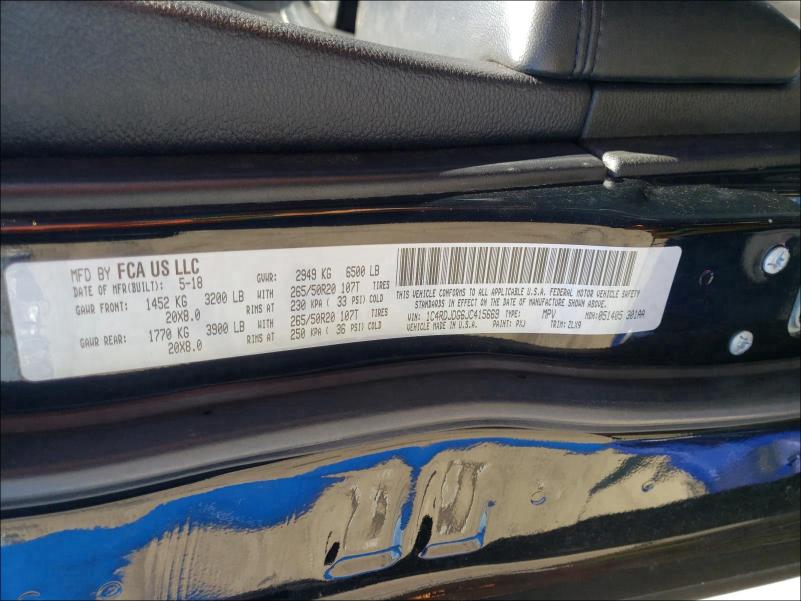 MFD BY FCA US LLC
DATE OF MFR(BUILT): 5-18 GVWR: 2949 KG 6500 LB
GAWR FRONT: 1452 KG 3200 LB WITH 265/50R20 107T TIRES
20X8.0 RIMS AT 230 KPA ( 33 PSI) COLD
GAWR REAR: 1770 KG 3900 LB WITH 265/50R20 107T TIRES
20X8.0 RIMS AT 250 KPA ( 36 PSI) COLD
THIS VEHICLE CONFORMS TO ALL APPLICABLE U.S.A. FEDERAL MOTOR VEHICLE SAFETY
STANDARDS IN EFFECT ON THE DATE OF MANUFACTURE SHOWN ABOVE.
VIN: 1C4RDJDG6JC415669 TYPE: MPV MDH:051405 301AA
MADE IN U.S.A. PAINT: PXJ TRIM: ZLX9